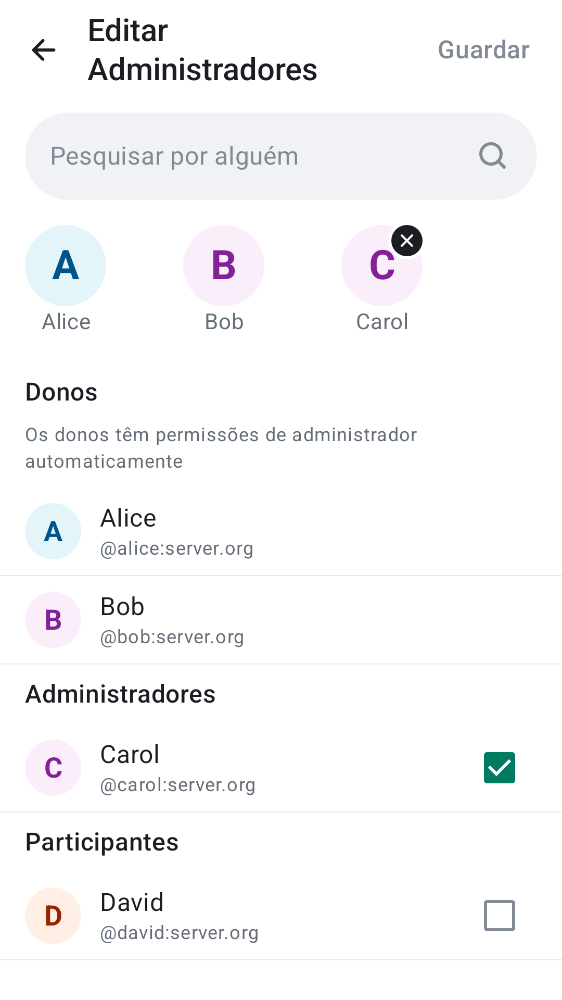 Editar
Administradores
Guardar
Pesquisar por alguém
A
B
C
Alice
Bob
Carol
Donos
Os donos têm permissões de administrador
automaticamente
A
Alice
@alice:server.org
B
Bob
@bob:server.org
Administradores
C
Carol
@carol:server.org
Participantes
D
David
@david:server.org